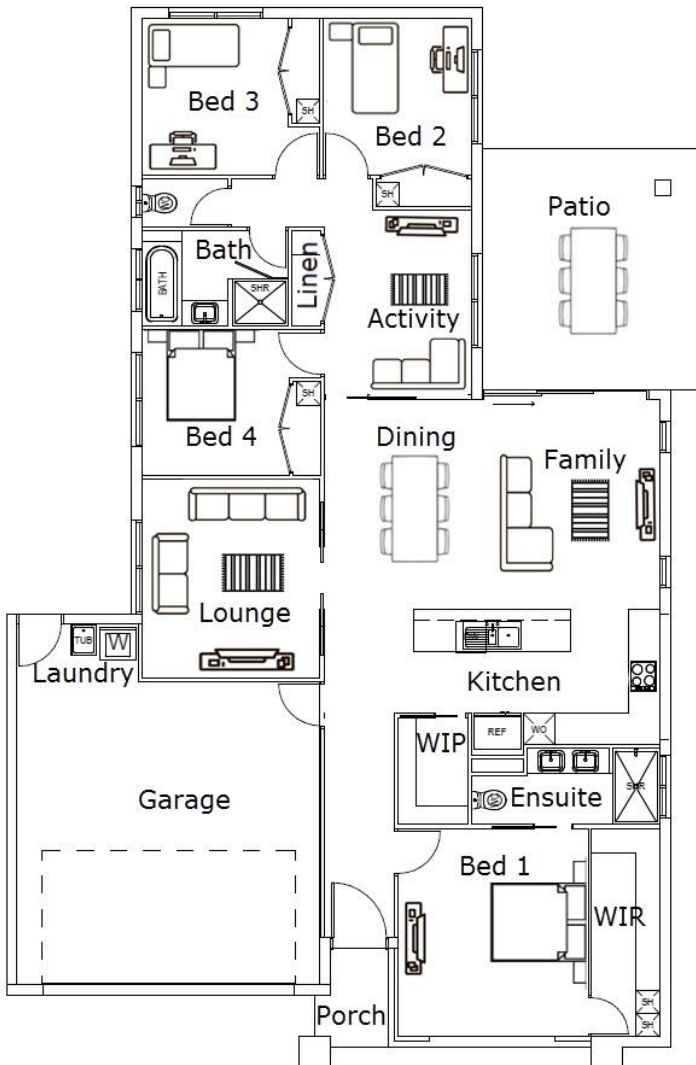 Bed 3
SH
Bed 2
SH
Patio
W
Bath
BATH
SHR
Linen
Activity
SH
Bed 4
Dining
Family
Lounge
TUB
W
Laundry
Kitchen
WIP
REF
WO
Garage
Ensuite
SHR
Bed 1
WIR
SH
SH
Porch